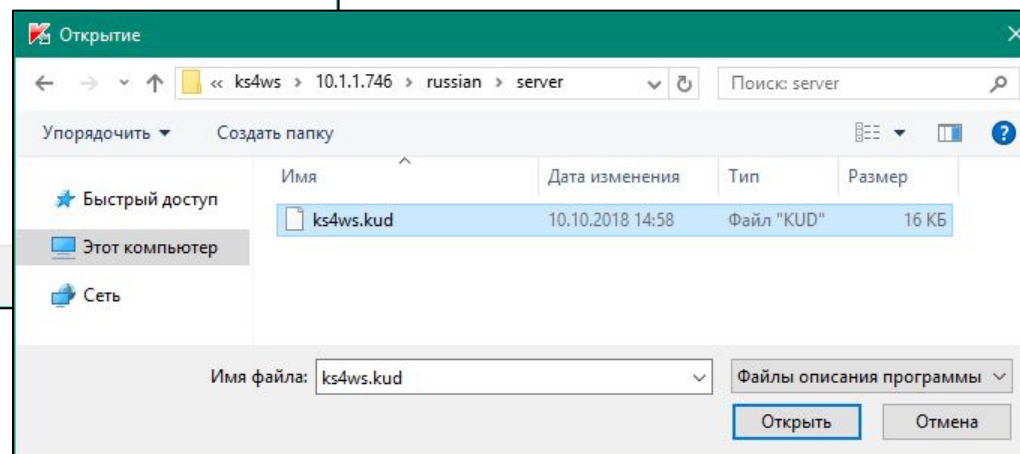 Открытие
« ks4ws > 10.1.1.746 > russian > server
Поиск: server
Упорядочить
Создать папку
Имя
Дата изменения
Тип
Размер
Быстрый доступ
Этот компьютер
Сеть
ks4ws.kud
10.10.2018 14:58
Файл "KUD"
16 КБ
Имя файла:
ks4ws.kud
Файлы описания программы
Открыть
Отмена